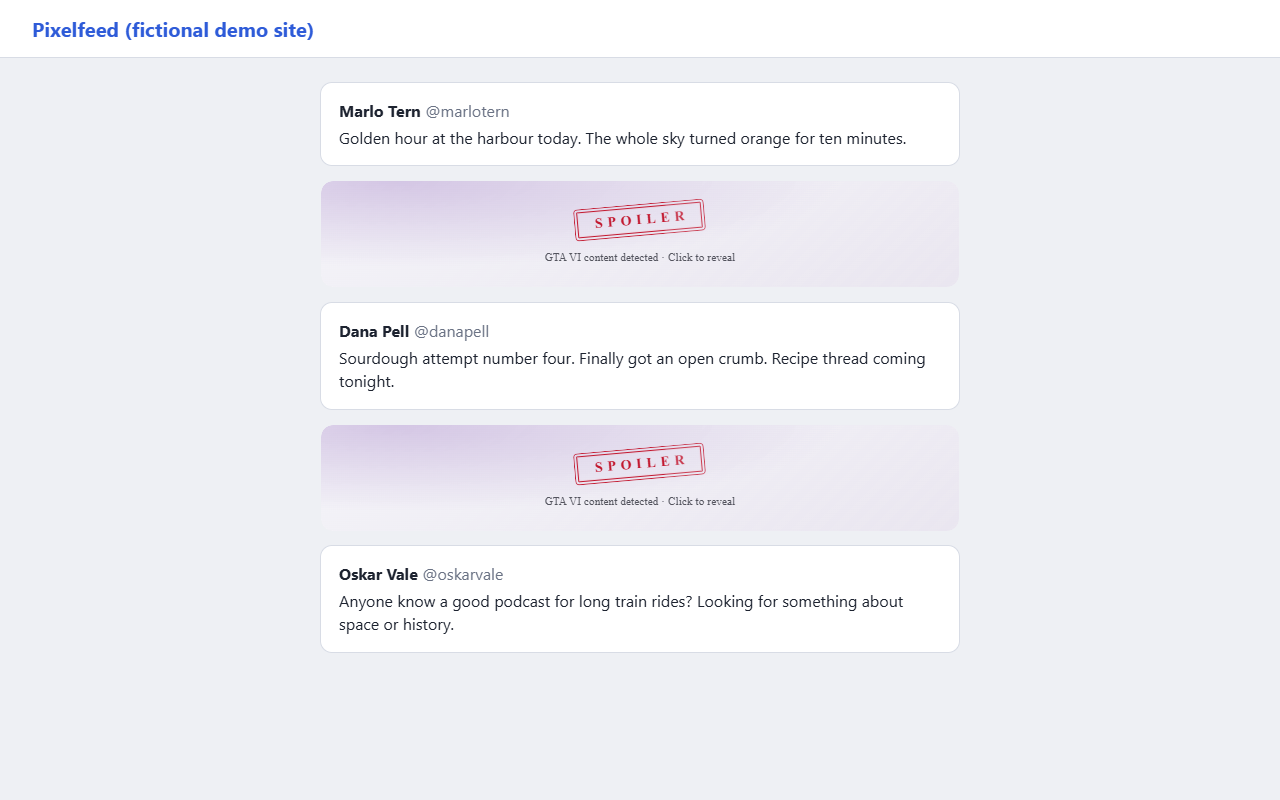 Pixelfeed (fictional demo site)
Marlo Tern @marlotern
Golden hour at the harbour today. The whole sky turned orange for ten minutes.
SPOILER
GTA VI content detected · Click to reveal
Dana Pell @danapell
Sourdough attempt number four. Finally got an open crumb. Recipe thread coming
tonight.
SPOILER
GTA VI content detected · Click to reveal
Oskar Vale @oskarvale
Anyone know a good podcast for long train rides? Looking for something about
space or history.